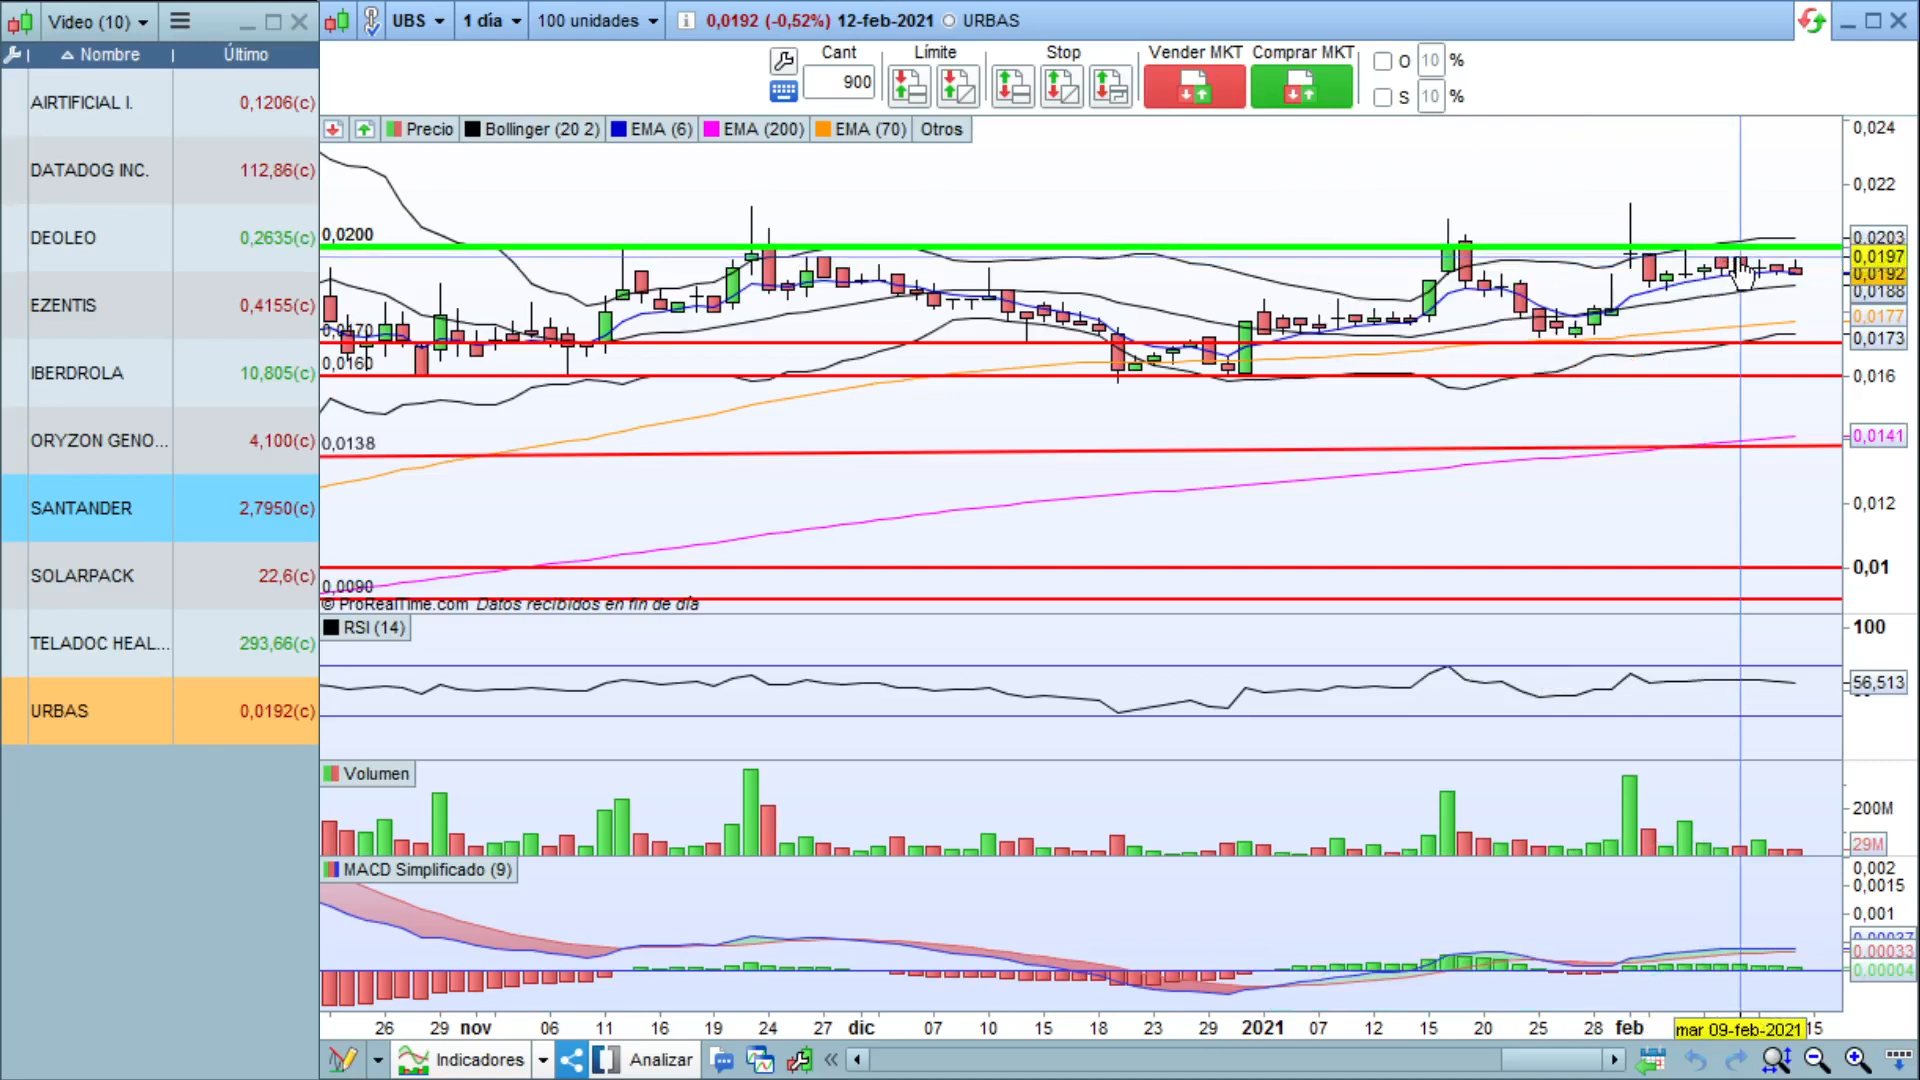 Video (10)
Nombre Último
AIRTIFICIAL I. 0,1206(c)
DATADOG INC. 112,86(c)
DEOLEO 0,2635(c)
EZENTIS 0,4155(c)
IBERDROLA 10,805(c)
ORYZON GENO... 4,100(c)
SANTANDER 2,7950(c)
SOLARPACK 22,6(c)
TELADOC HEAL... 293,66(c)
URBAS 0,0192(c)
UBS 1 día 100 unidades i 0,0192 (-0,52%) 12-feb-2021 URBAS
Cant Límite Stop Vender MKT Comprar MKT O 10 %
900 S 10 %
Precio Bollinger (20 2) EMA (6) EMA (200) EMA (70) Otros
0,024
0,022
0,0200
0,0203
0,0197
0,0192
0,0188
0,0177
0,0170
0,0173
0,0160
0,016
0,0138
0,0141
0,012
0,01
0,0090
© ProRealTime.com Datos recibidos en fin de día
RSI (14)
100
56,513
Volumen
200M
29M
MACD Simplificado (9)
0,002
0,0015
0,001
0,00037
0,00033
0,00004
26 29 nov 06 11 16 19 24 27 dic 07 10 15 18 23 29 2021 07 12 15 20 25 28 feb mar 09-feb-2021 15
Indicadores Analizar